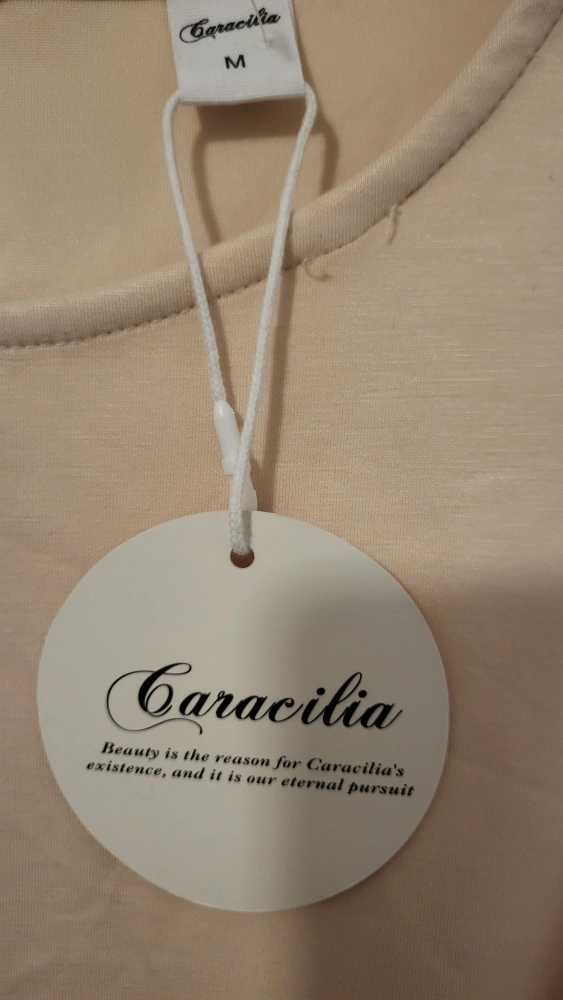 Caracilia
M
Caracilia
Beauty is the reason for Caracilia's
existence, and it is our eternal pursuit